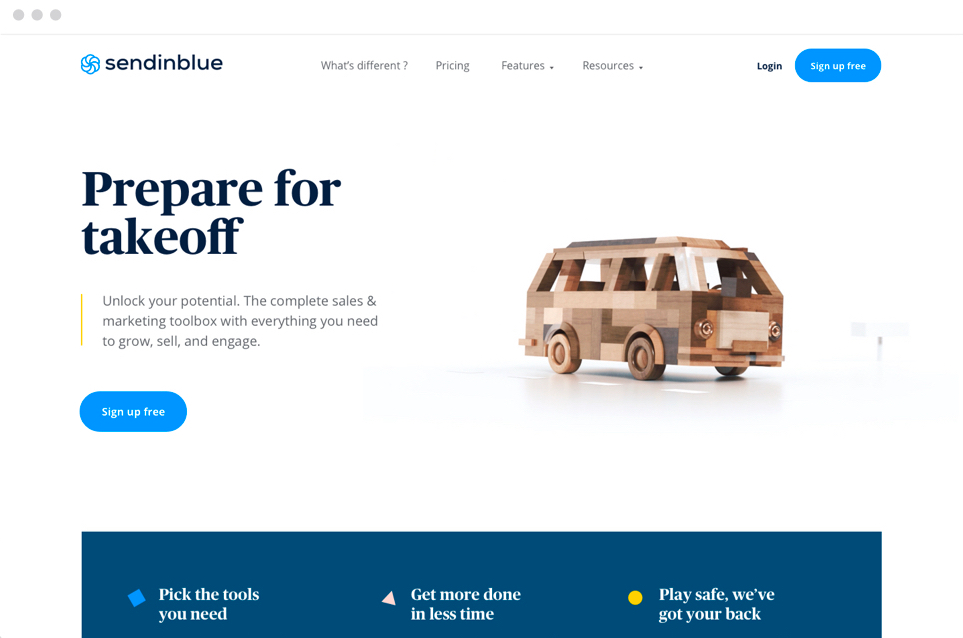 sendinblue
What's different ?
Pricing
Features
Resources
Login
Sign up free
Prepare for
takeoff
Unlock your potential. The complete sales &
marketing toolbox with everything you need
to grow, sell, and engage.
Sign up free
Pick the tools
you need
Get more done
in less time
Play safe, we've
got your back